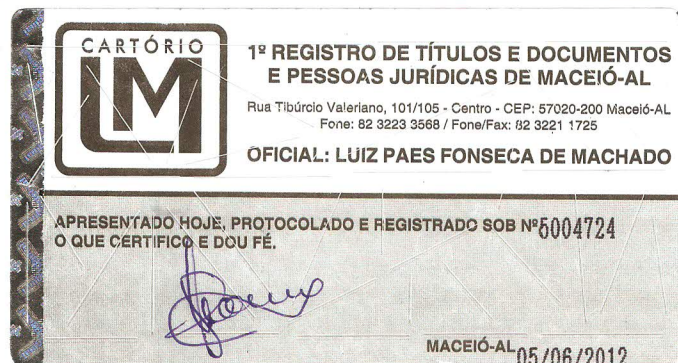 CARTÓRIO
LM
1º REGISTRO DE TÍTULOS E DOCUMENTOS
E PESSOAS JURÍDICAS DE MACEIÓ-AL
Rua Tibúrcio Valeriano, 101/105 - Centro - CEP: 57020-200 Maceió-AL
Fone: 82 3223 3568 / Fone/Fax: 82 3221 1725
OFICIAL: LUIZ PAES FONSECA DE MACHADO
APRESENTADO HOJE, PROTOCOLADO E REGISTRADO SOB Nº5004724
O QUE CERTIFICO E DOU FÉ.
MACEIÓ-AL 05/06/2012